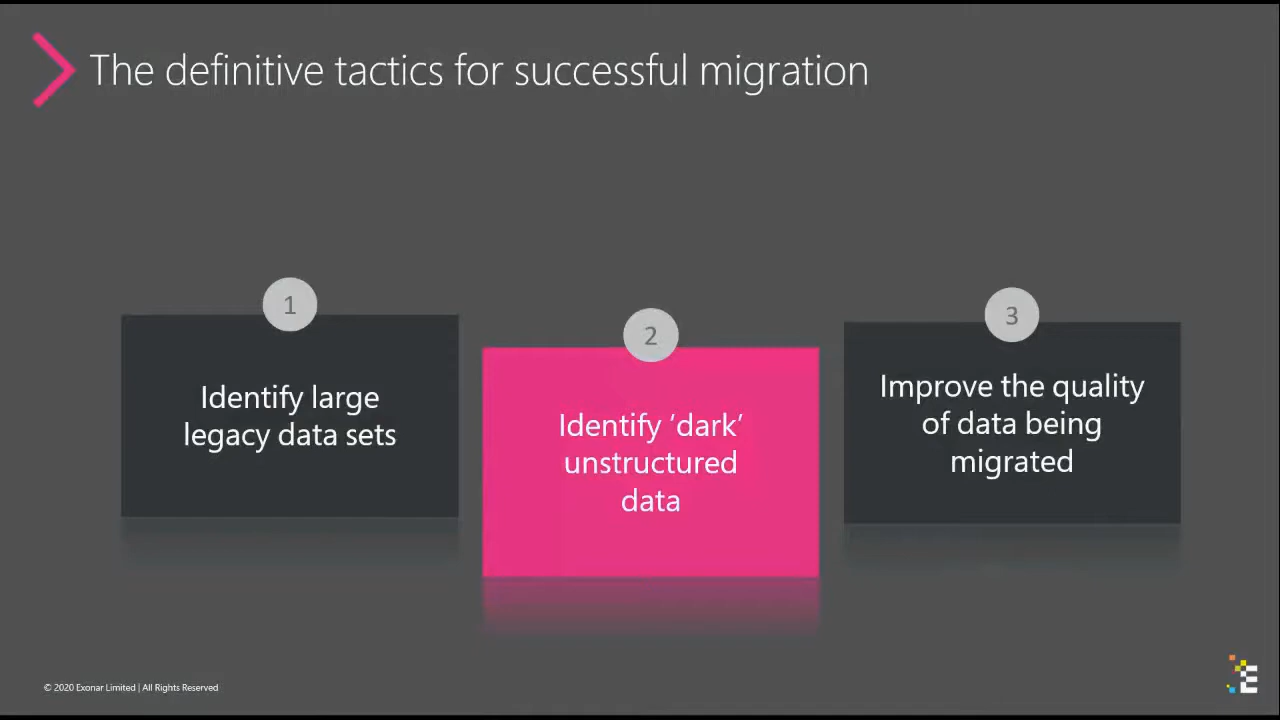 The definitive tactics for successful migration
1
Identify large
legacy data sets
2
Identify ‘dark’
unstructured
data
3
Improve the quality
of data being
migrated
© 2020 Exonar Limited | All Rights Reserved